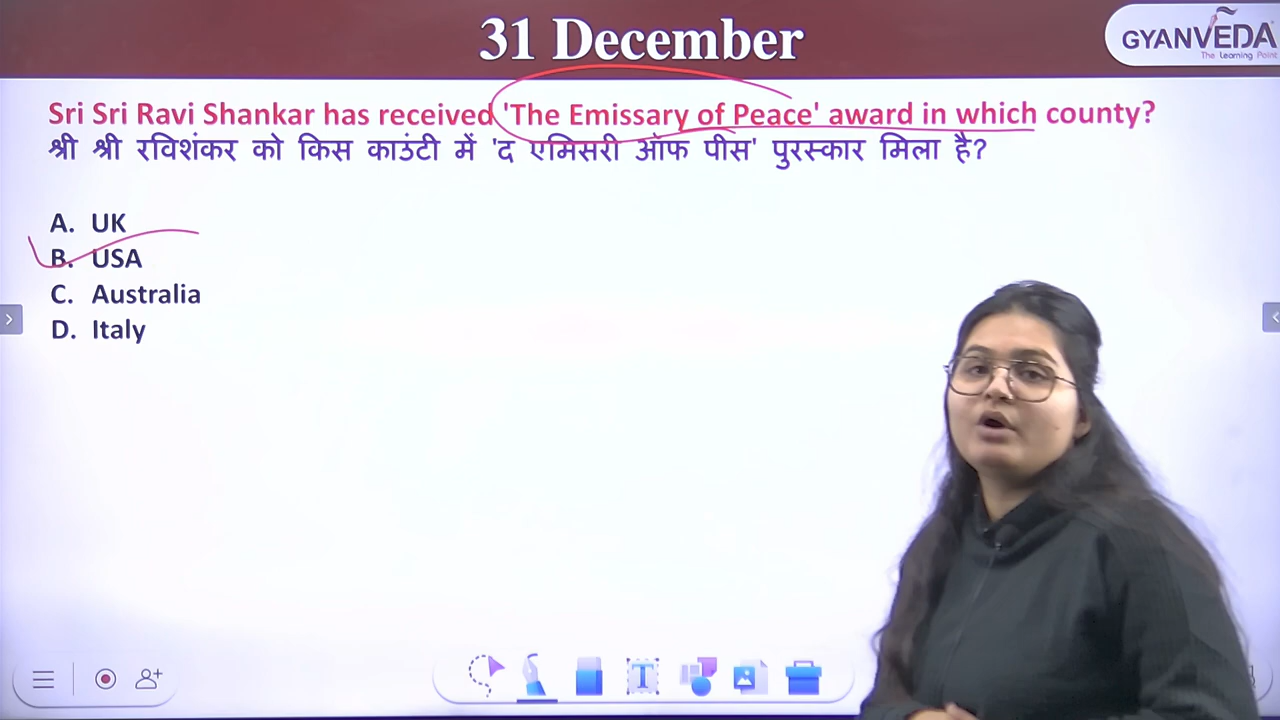 31 December
GYANVEDA
The Learning Point
Sri Sri Ravi Shankar has received 'The Emissary of Peace' award in which county?
श्री श्री रविशंकर को किस काउंटी में 'द एमिसरी ऑफ पीस' पुरस्कार मिला है?
A. UK
B. USA
C. Australia
D. Italy
T